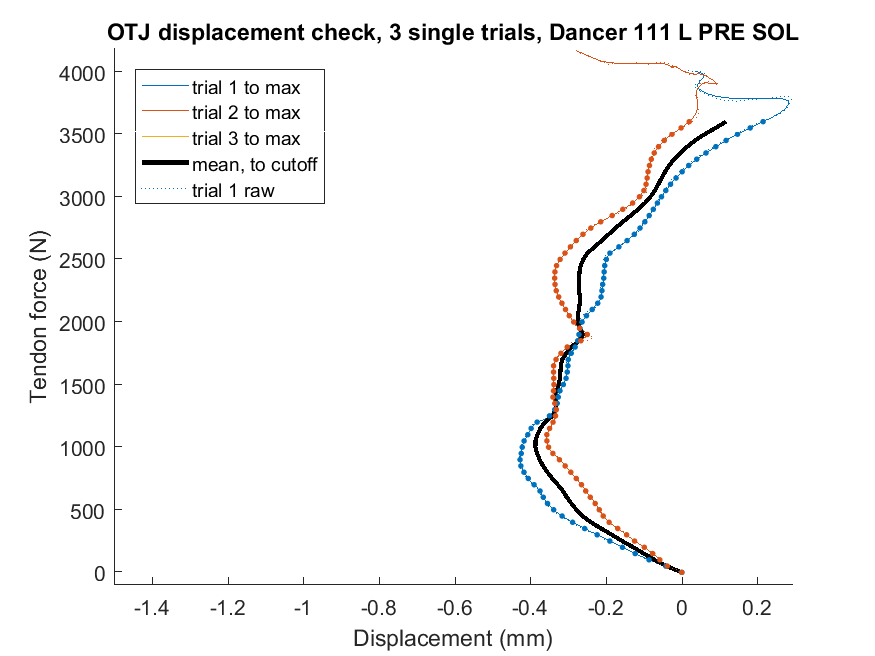 OTJ displacement check, 3 single trials, Dancer 111 L PRE SOL
trial 1 to max
trial 2 to max
trial 3 to max
mean, to cutoff
trial 1 raw
4000
3500
3000
2500
2000
1500
1000
500
0
Tendon force (N)
-1.4 -1.2 -1 -0.8 -0.6 -0.4 -0.2 0 0.2
Displacement (mm)